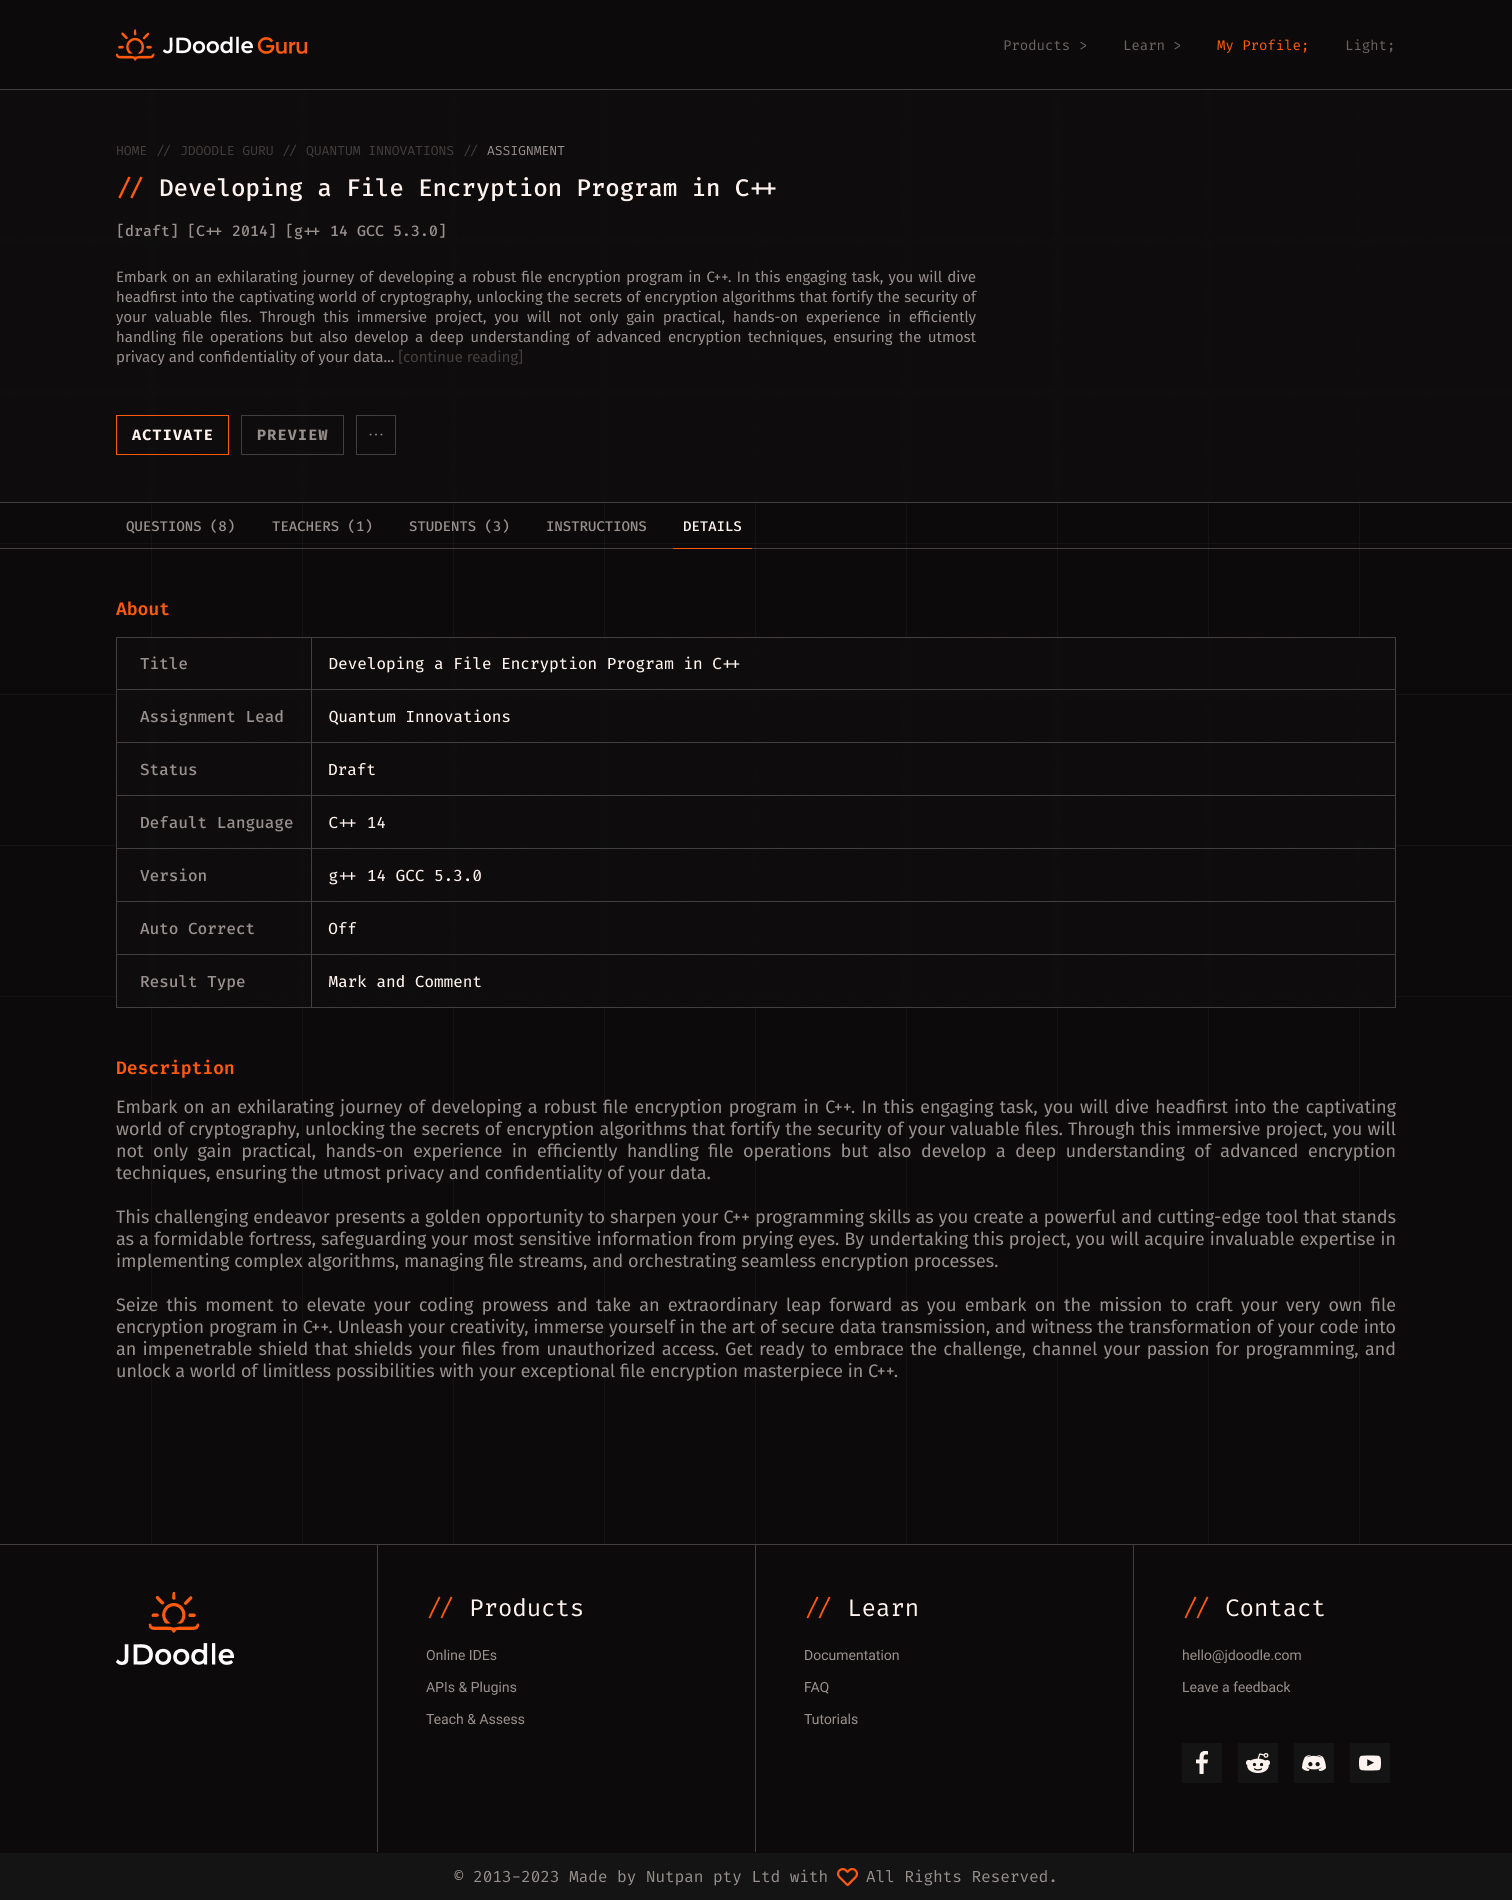 JDoodle Guru
Products > Learn > My Profile; Light;
HOME // JDOODLE GURU // QUANTUM INNOVATIONS // ASSIGNMENT
// Developing a File Encryption Program in C++
[draft] [C++ 2014] [g++ 14 GCC 5.3.0]
Embark on an exhilarating journey of developing a robust file encryption program in C++. In this engaging task, you will dive
headfirst into the captivating world of cryptography, unlocking the secrets of encryption algorithms that fortify the security of
your valuable files. Through this immersive project, you will not only gain practical, hands-on experience in efficiently
handling file operations but also develop a deep understanding of advanced encryption techniques, ensuring the utmost
privacy and confidentiality of your data... [continue reading]
ACTIVATE PREVIEW ...
QUESTIONS (8) TEACHERS (1) STUDENTS (3) INSTRUCTIONS DETAILS
About
Title Developing a File Encryption Program in C++
Assignment Lead Quantum Innovations
Status Draft
Default Language C++ 14
Version g++ 14 GCC 5.3.0
Auto Correct Off
Result Type Mark and Comment
Description
Embark on an exhilarating journey of developing a robust file encryption program in C++. In this engaging task, you will dive headfirst into the captivating
world of cryptography, unlocking the secrets of encryption algorithms that fortify the security of your valuable files. Through this immersive project, you will
not only gain practical, hands-on experience in efficiently handling file operations but also develop a deep understanding of advanced encryption
techniques, ensuring the utmost privacy and confidentiality of your data.
This challenging endeavor presents a golden opportunity to sharpen your C++ programming skills as you create a powerful and cutting-edge tool that stands
as a formidable fortress, safeguarding your most sensitive information from prying eyes. By undertaking this project, you will acquire invaluable expertise in
implementing complex algorithms, managing file streams, and orchestrating seamless encryption processes.
Seize this moment to elevate your coding prowess and take an extraordinary leap forward as you embark on the mission to craft your very own file
encryption program in C++. Unleash your creativity, immerse yourself in the art of secure data transmission, and witness the transformation of your code into
an impenetrable shield that shields your files from unauthorized access. Get ready to embrace the challenge, channel your passion for programming, and
unlock a world of limitless possibilities with your exceptional file encryption masterpiece in C++.
JDoodle
// Products
Online IDEs
APIs & Plugins
Teach & Assess
// Learn
Documentation
FAQ
Tutorials
// Contact
hello@jdoodle.com
Leave a feedback
© 2013-2023 Made by Nutpan pty Ltd with All Rights Reserved.